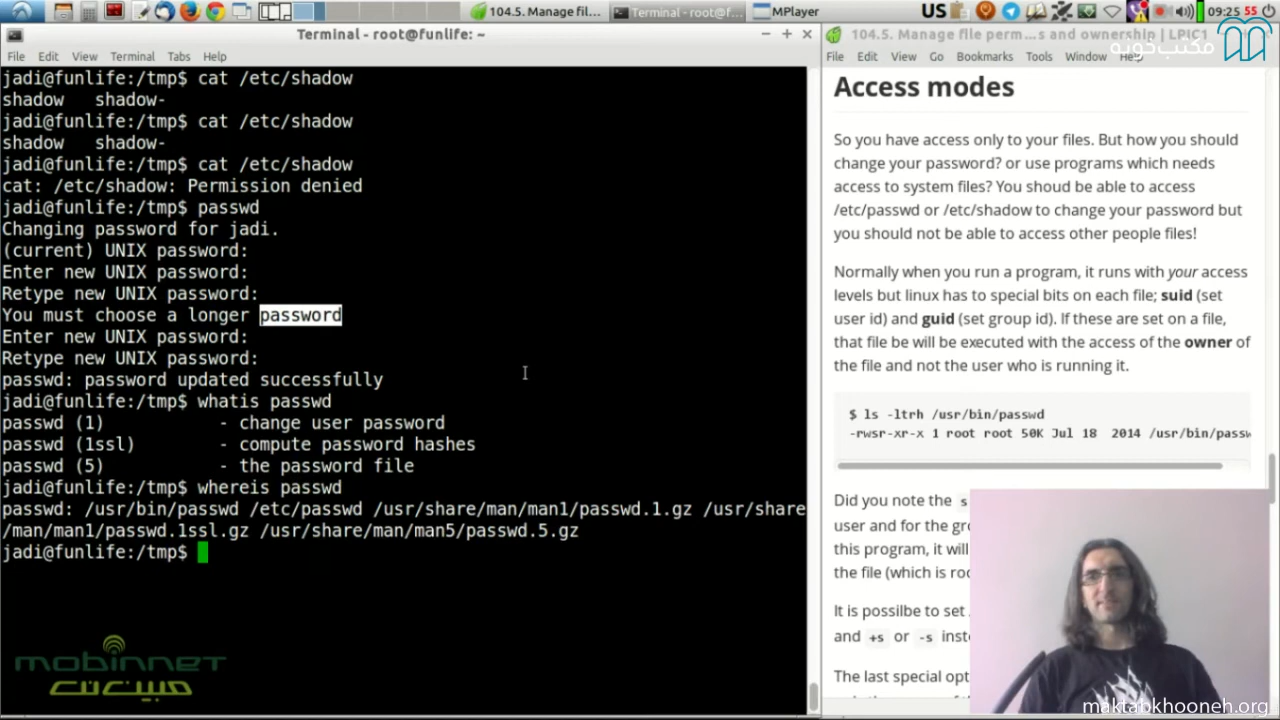 104.5. Manage fil...
Terminal - root@f...
MPlayer
US
09:25 55
Terminal - root@funlife: ~
File Edit View Terminal Tabs Help
jadi@funlife:/tmp$ cat /etc/shadow
shadow shadow-
jadi@funlife:/tmp$ cat /etc/shadow
shadow shadow-
jadi@funlife:/tmp$ cat /etc/shadow
cat: /etc/shadow: Permission denied
jadi@funlife:/tmp$ passwd
Changing password for jadi.
(current) UNIX password:
Enter new UNIX password:
Retype new UNIX password:
You must choose a longer password
Enter new UNIX password:
Retype new UNIX password:
passwd: password updated successfully
jadi@funlife:/tmp$ whatis passwd
passwd (1) - change user password
passwd (1ssl) - compute password hashes
passwd (5) - the password file
jadi@funlife:/tmp$ whereis passwd
passwd: /usr/bin/passwd /etc/passwd /usr/share/man/man1/passwd.1.gz /usr/share
/man/man1/passwd.1ssl.gz /usr/share/man/man5/passwd.5.gz
jadi@funlife:/tmp$
mobinnet
مبین نت
104.5. Manage file perm...s and ownership | LPIC1
مکتب‌خونه
File Edit View Go Bookmarks Tools Window Help
Access modes
So you have access only to your files. But how you should
change your password? or use programs which needs
access to system files? You shoud be able to access
/etc/passwd or /etc/shadow to change your password but
you should not be able to access other people files!
Normally when you run a program, it runs with your access
levels but linux has to special bits on each file; suid (set
user id) and guid (set group id). If these are set on a file,
that file be will be executed with the access of the owner of
the file and not the user who is running it.
$ ls -ltrh /usr/bin/passwd
-rwsr-xr-x 1 root root 50K Jul 18 2014 /usr/bin/passw
Did you note the s
user and for the gro
this program, it will
the file (which is roo
It is possilbe to set
and +s or -s inste
The last special opt
maktabkhooneh.org